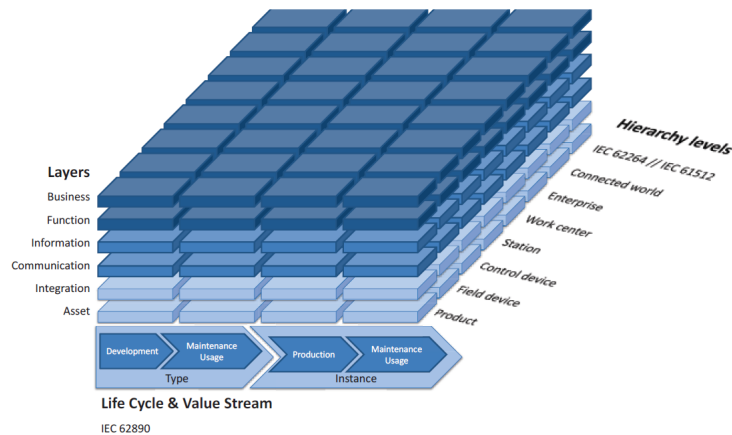 Hierarchy levels
IEC 62264 // IEC 61512
Layers
Connected world
Business
Enterprise
Function
Work center
Information
Station
Communication
Control device
Integration
Field device
Asset
Product
Development
Maintenance
Usage
Production
Maintenance
Usage
Type
Instance
Life Cycle & Value Stream
IEC 62890